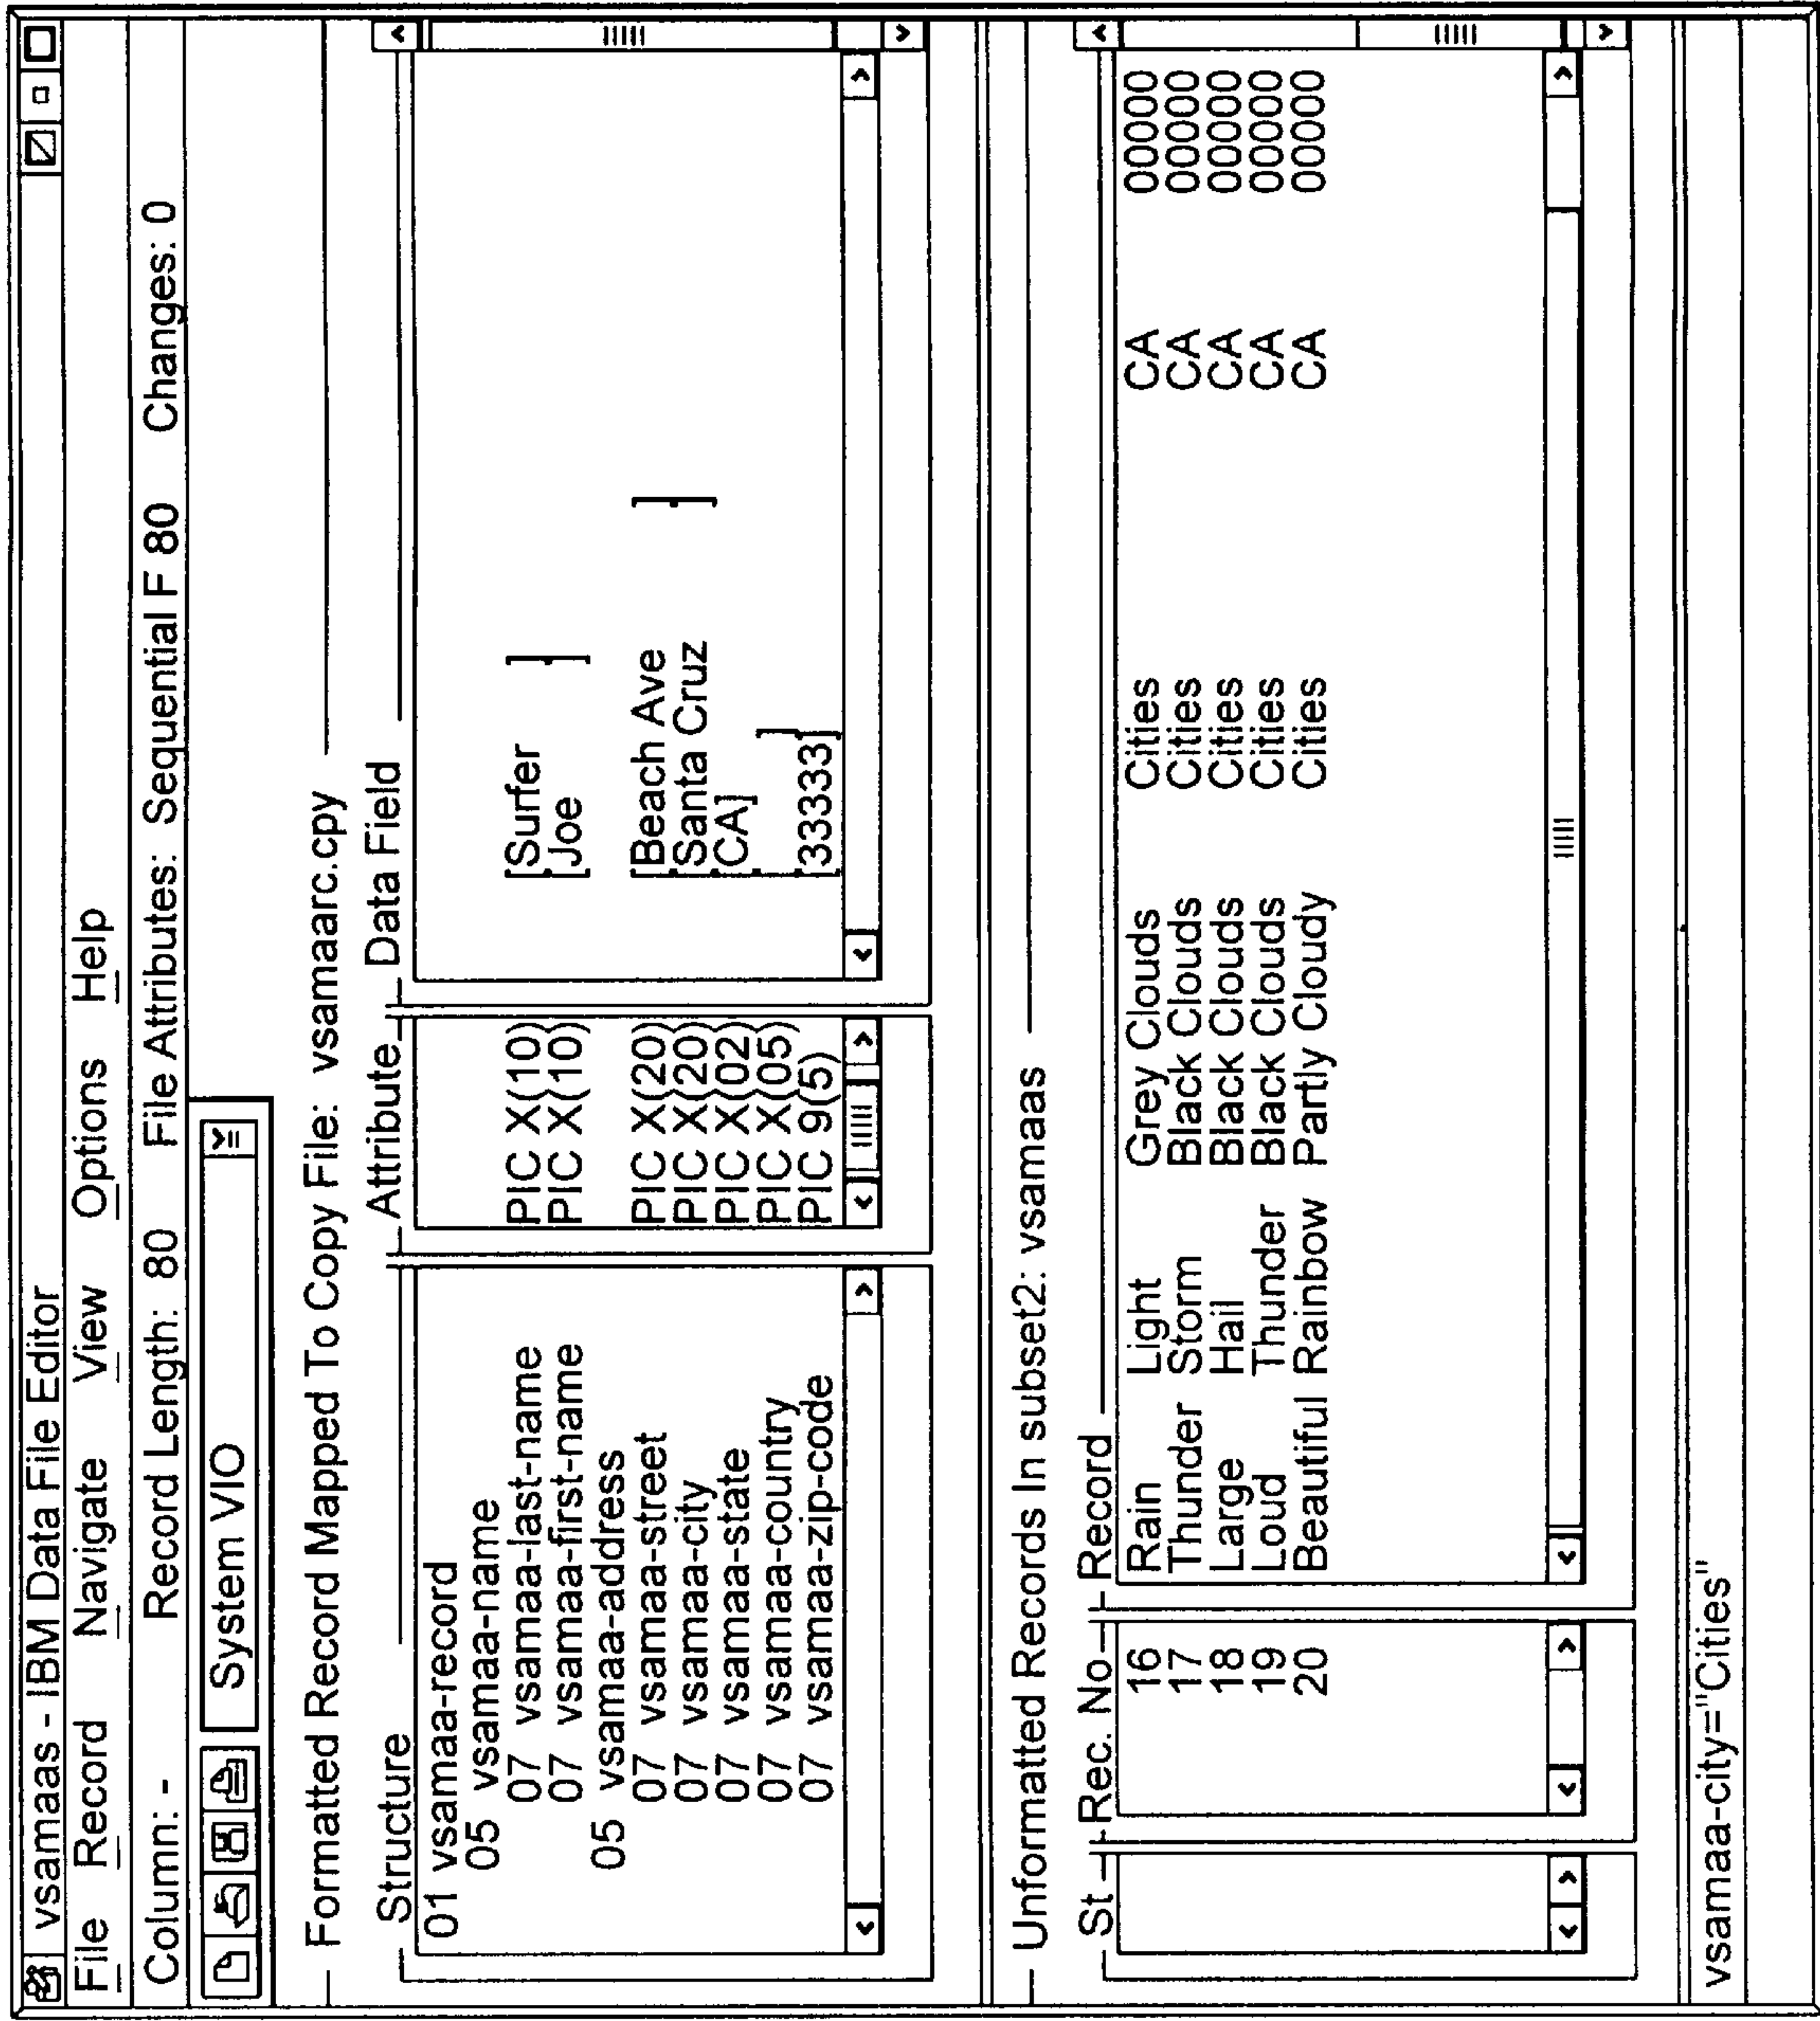 vsamaas - IBM Data File Editor
File Record Navigate View Options Help
Column: - Record Length: 80 File Attributes: Sequential F 80 Changes: 0
System VIO
Formatted Record Mapped To Copy File: vsamaarc.cpy
Structure Attribute Data Field
01 vsamaa-record
05 vsamaa-name
07 vsamaa-last-name PIC X(10) [Surfer ]
07 vsamaa-first-name PIC X(10) [Joe ]
05 vsamaa-address
07 vsamaa-street PIC X(20) [Beach Ave ]
07 vsamaa-city PIC X(20) [Santa Cruz ]
07 vsamaa-state PIC X(02) [CA]
07 vsamaa-country PIC X(05) [ ]
07 vsamaa-zip-code PIC 9(5) [33333]
Unformatted Records In subset2: vsamaas
St Rec. No Record
16 Rain Light Grey Clouds Cities CA 00000
17 Thunder Storm Black Clouds Cities CA 00000
18 Large Hail Black Clouds Cities CA 00000
19 Loud Thunder Black Clouds Cities CA 00000
20 Beautiful Rainbow Partly Cloudy Cities CA 00000
vsamaa-city="Cities"